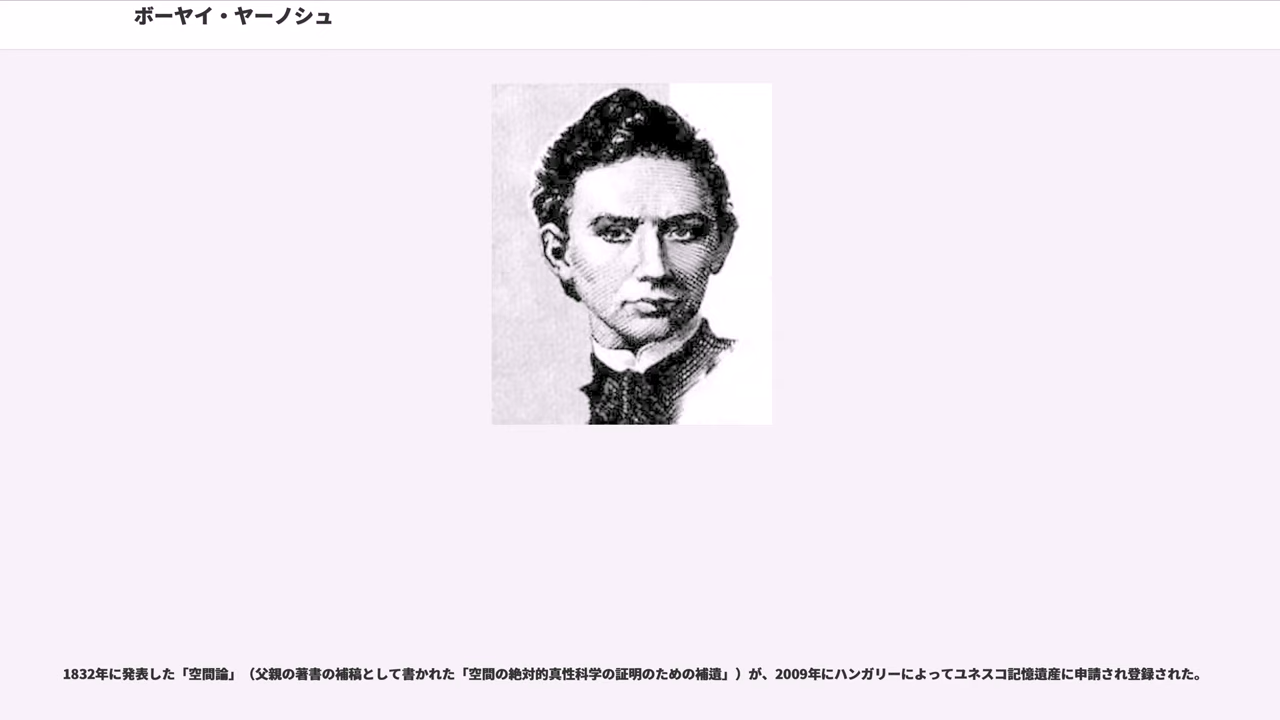 ボーヤイ・ヤーノシュ
1832年に発表した「空間論」（父親の著書の補稿として書かれた「空間の絶対的真性科学の証明のための補遺」）が、2009年にハンガリーによってユネスコ記憶遺産に申請され登録された。